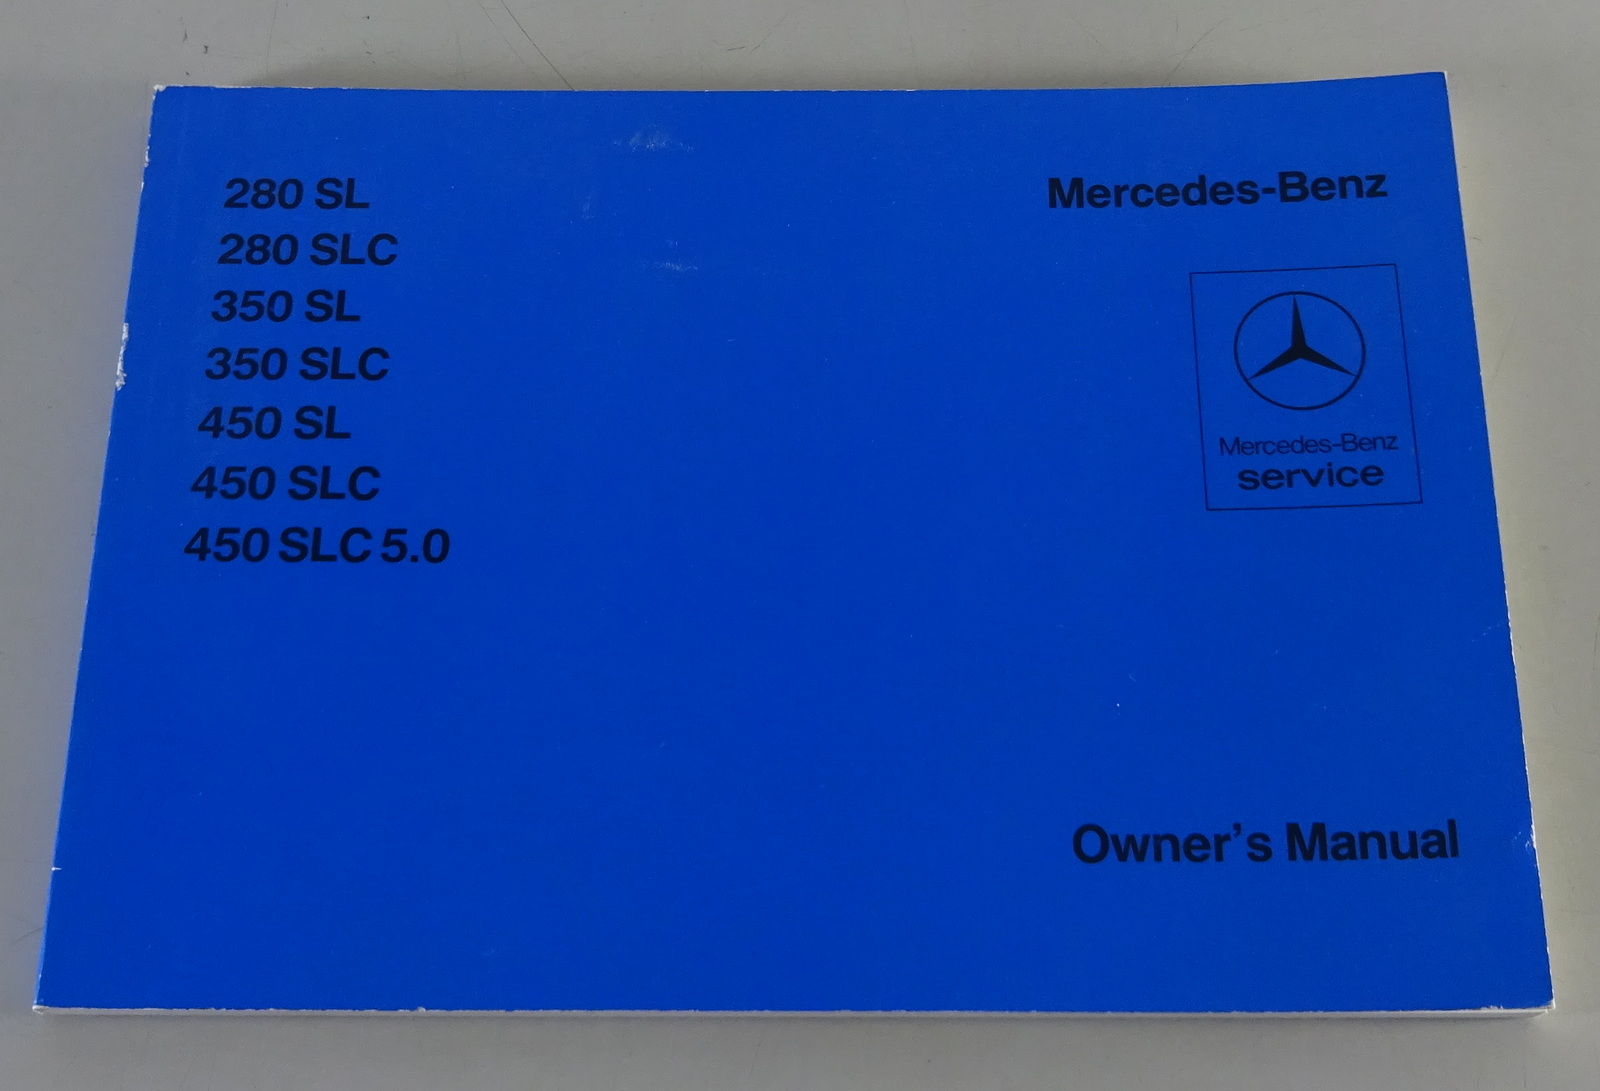 280 SL
280 SLC
350 SL
350 SLC
450 SL
450 SLC
450 SLC 5.0
Mercedes-Benz
Mercedes-Benz
service
Owner's Manual